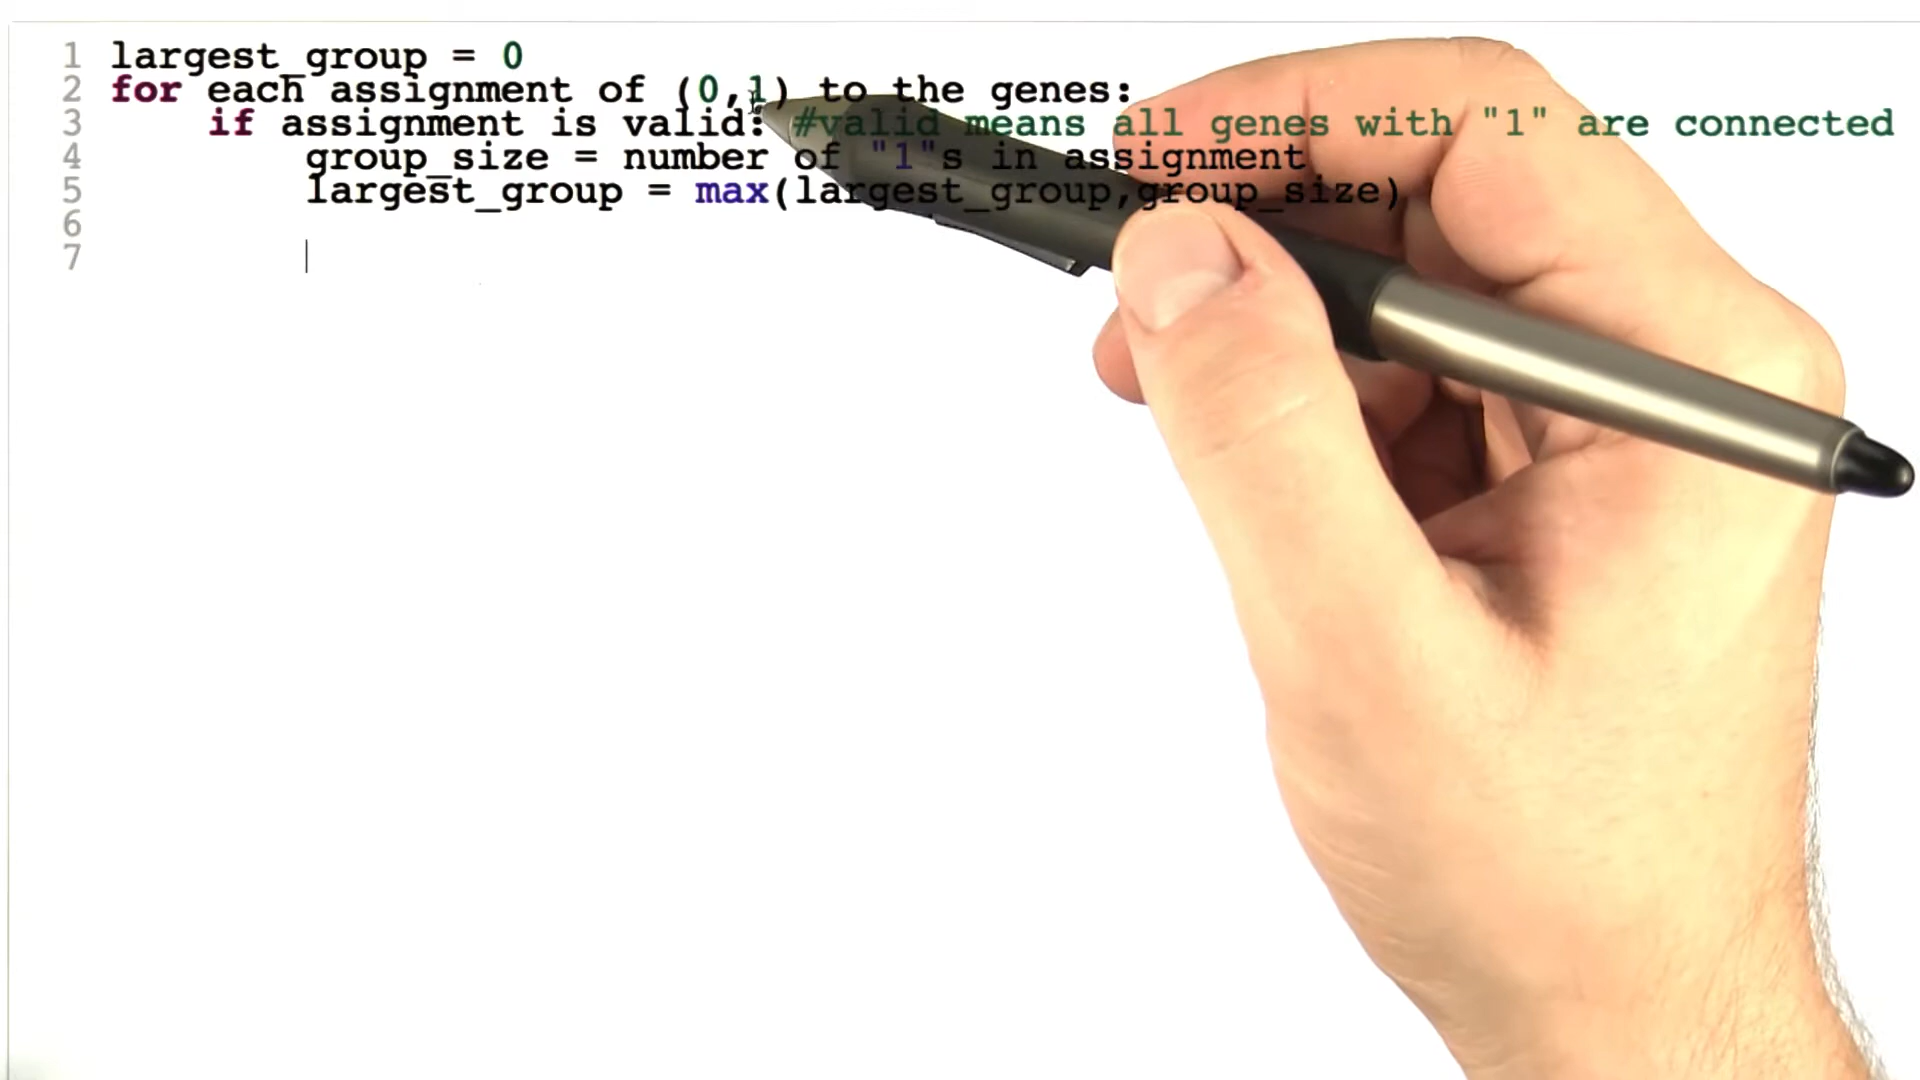 1 largest_group = 0
2 for each assignment of (0,1) to the genes:
3 if assignment is valid: #valid means all genes with "1" are connected
4 group_size = number of "1"s in assignment
5 largest_group = max(largest_group,group_size)
6
7